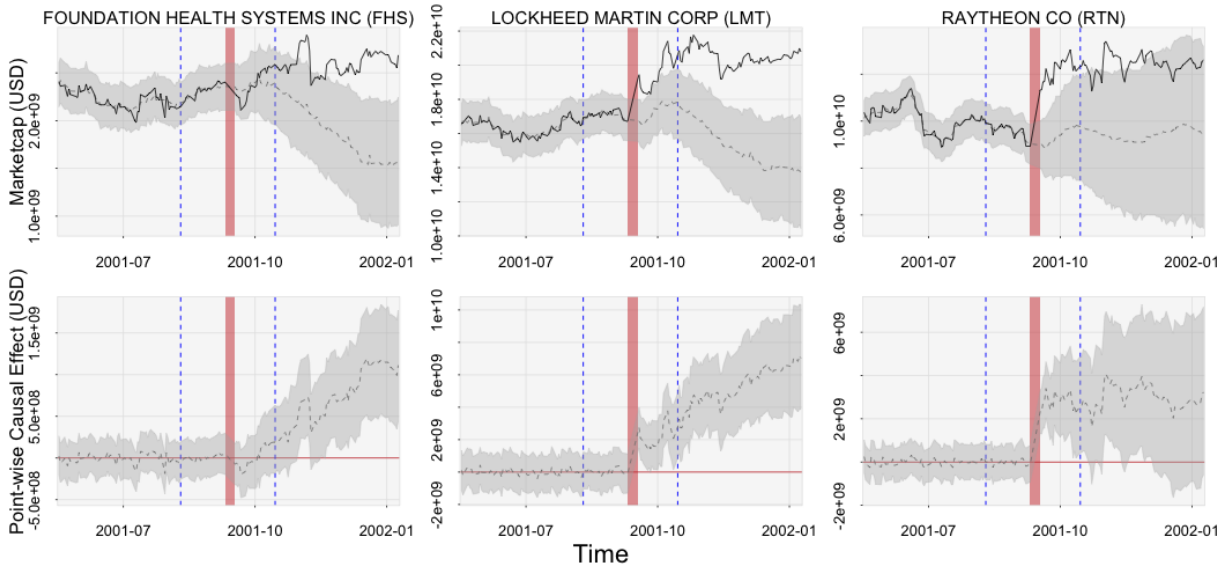 FOUNDATION HEALTH SYSTEMS INC (FHS)
LOCKHEED MARTIN CORP (LMT)
RAYTHEON CO (RTN)
Marketcap (USD)
2.0e+09
1.0e+09
2.2e+10
1.8e+10
1.4e+10
1.0e+10
1.0e+10
6.0e+09
2001-07
2001-10
2002-01
2001-07
2001-10
2002-01
2001-07
2001-10
2002-01
Point-wise Causal Effect (USD)
1.5e+09
5.0e+08
-5.0e+08
1e+10
6e+09
2e+09
-2e+09
6e+09
2e+09
-2e+09
2001-07
2001-10
2002-01
2001-07
2001-10
2002-01
2001-07
2001-10
2002-01
Time